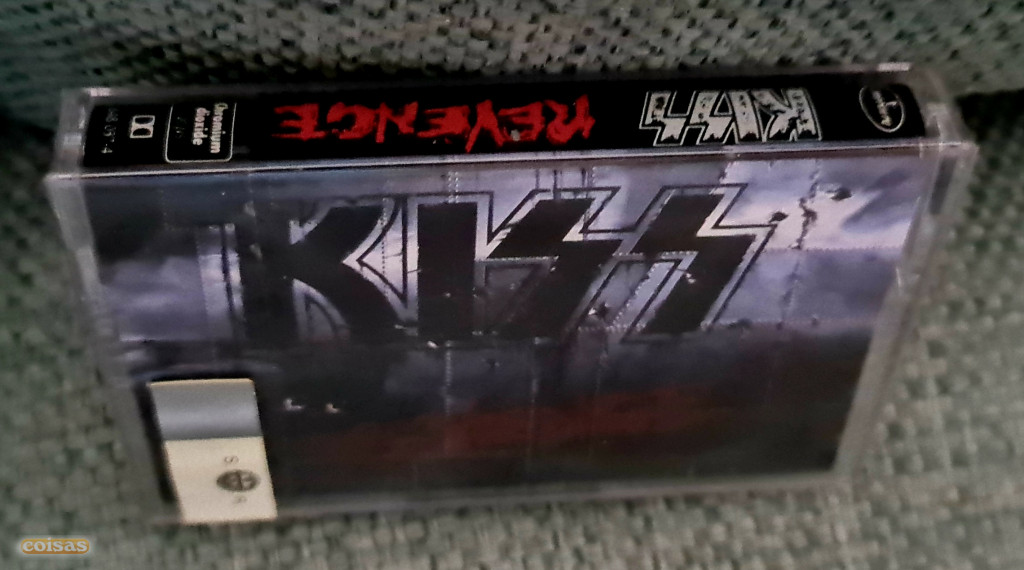 KISS
REVENGE
Chromium
dioxide
KISS
S R
coisas